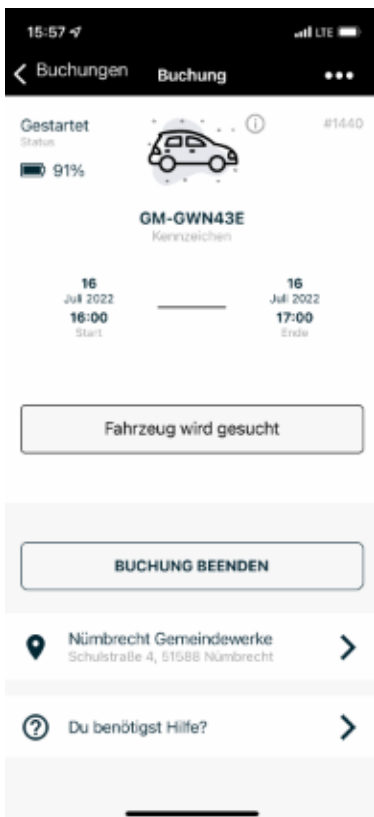 15:57
LTE
Buchungen
Buchung
Gestartet
#1440
Status
91%
GM-GWN43E
Kennzeichen
16
Juli 2022
16:00
Start
16
Juli 2022
17:00
Ende
Fahrzeug wird gesucht
BUCHUNG BEENDEN
Nümbrecht Gemeindewerke
Schulstraße 4, 51588 Nümbrecht
Du benötigst Hilfe?